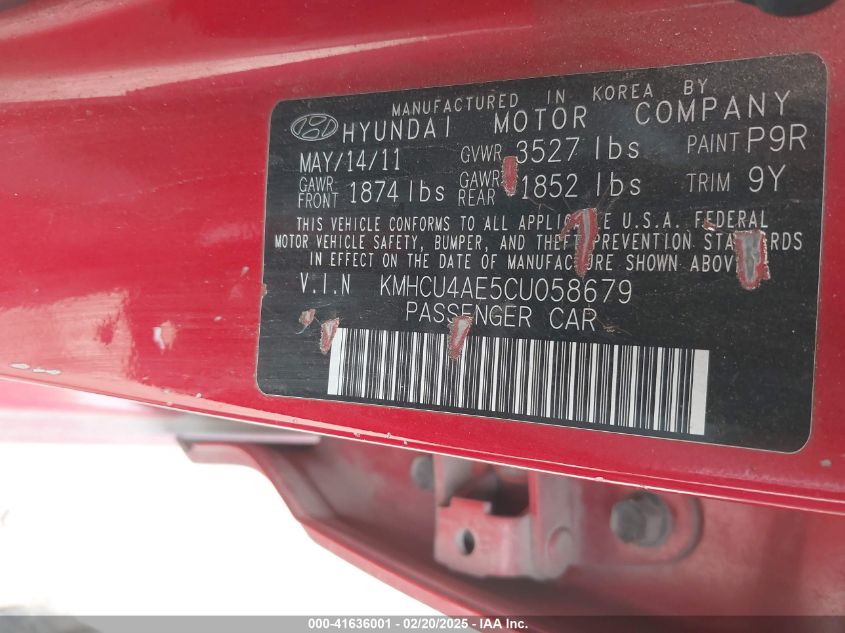 MANUFACTURED IN KOREA BY
HYUNDAI MOTOR COMPANY
MAY/14/11 GVWR 3527 lbs PAINT P9R
GAWR FRONT 1874 lbs GAWR REAR 1852 lbs TRIM 9Y
THIS VEHICLE CONFORMS TO ALL APPLIC LE U.S.A. FEDERAL
MOTOR VEHICLE SAFETY, BUMPER, AND THEFT PREVENTION STANDARDS
IN EFFECT ON THE DATE OF MANUFACTURE SHOWN ABOVE
V.I.N KMHCU4AE5CU058679
PASSENGER CAR
000-41636001 - 02/20/2025 - IAA Inc.